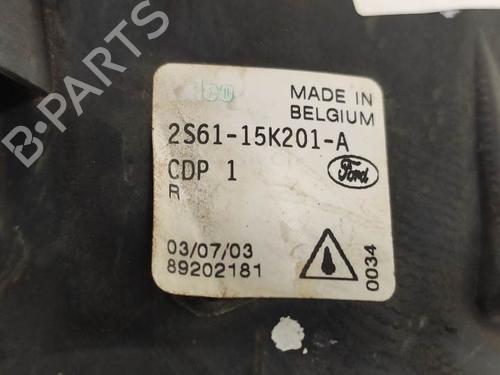 B-PARTS
MADE IN
BELGIUM
2S61-15K201-A
CDP 1
R
Ford
03/07/03
89202181
0034